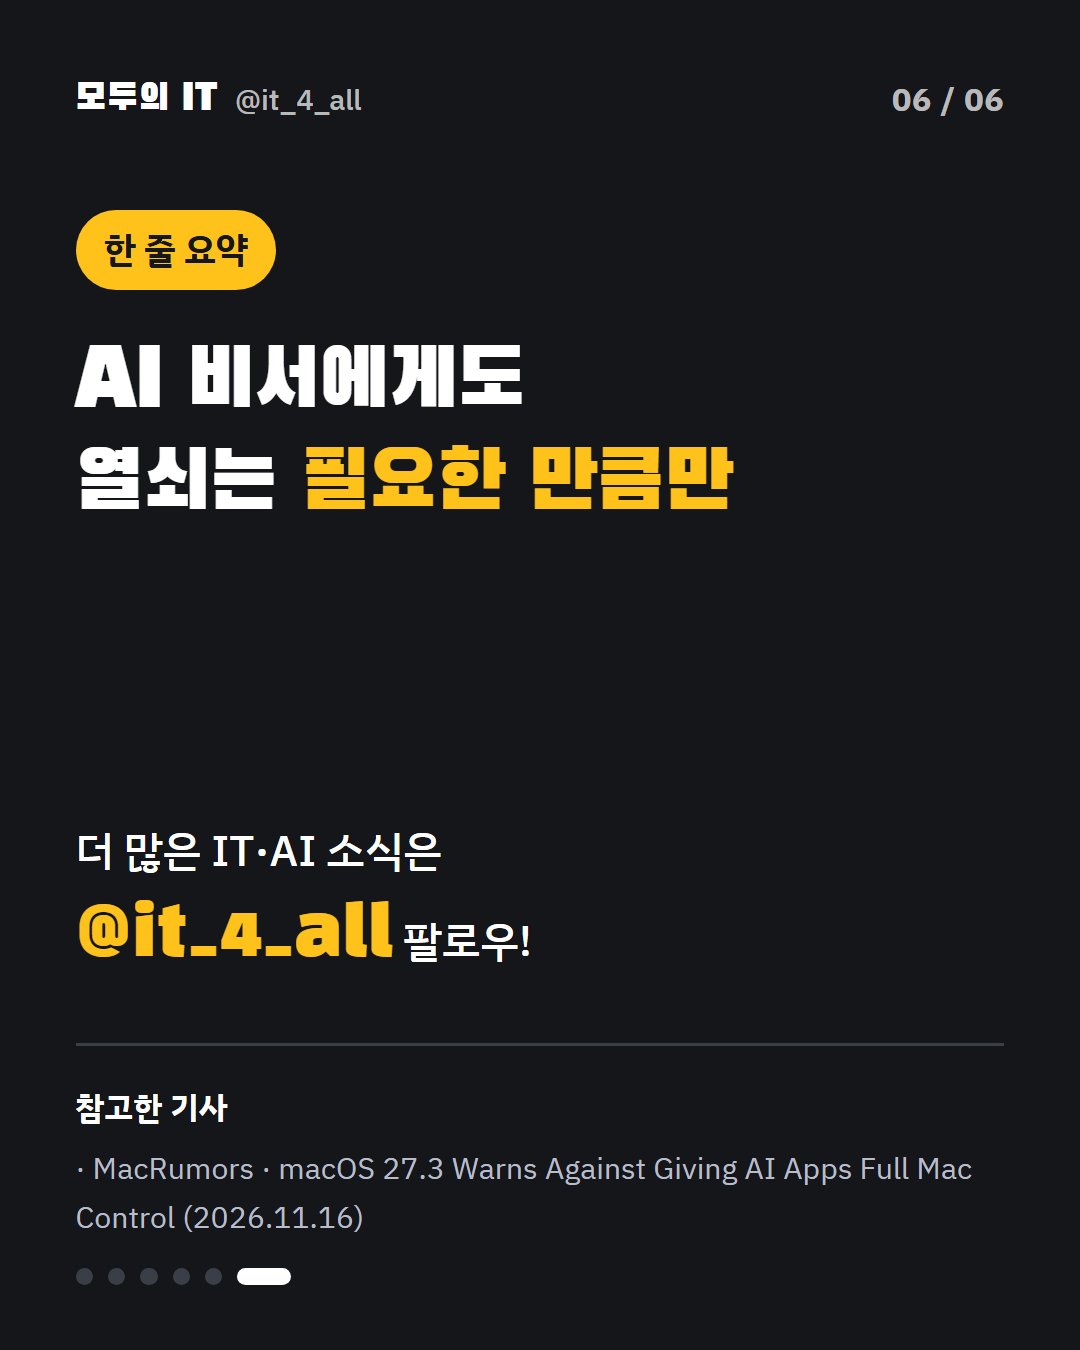 모두의 IT @it_4_all
06 / 06
한 줄 요약
AI 비서에게도
열쇠는 필요한 만큼만
더 많은 IT·AI 소식은
@it_4_all 팔로우!
참고한 기사
· MacRumors · macOS 27.3 Warns Against Giving AI Apps Full Mac
Control (2026.11.16)